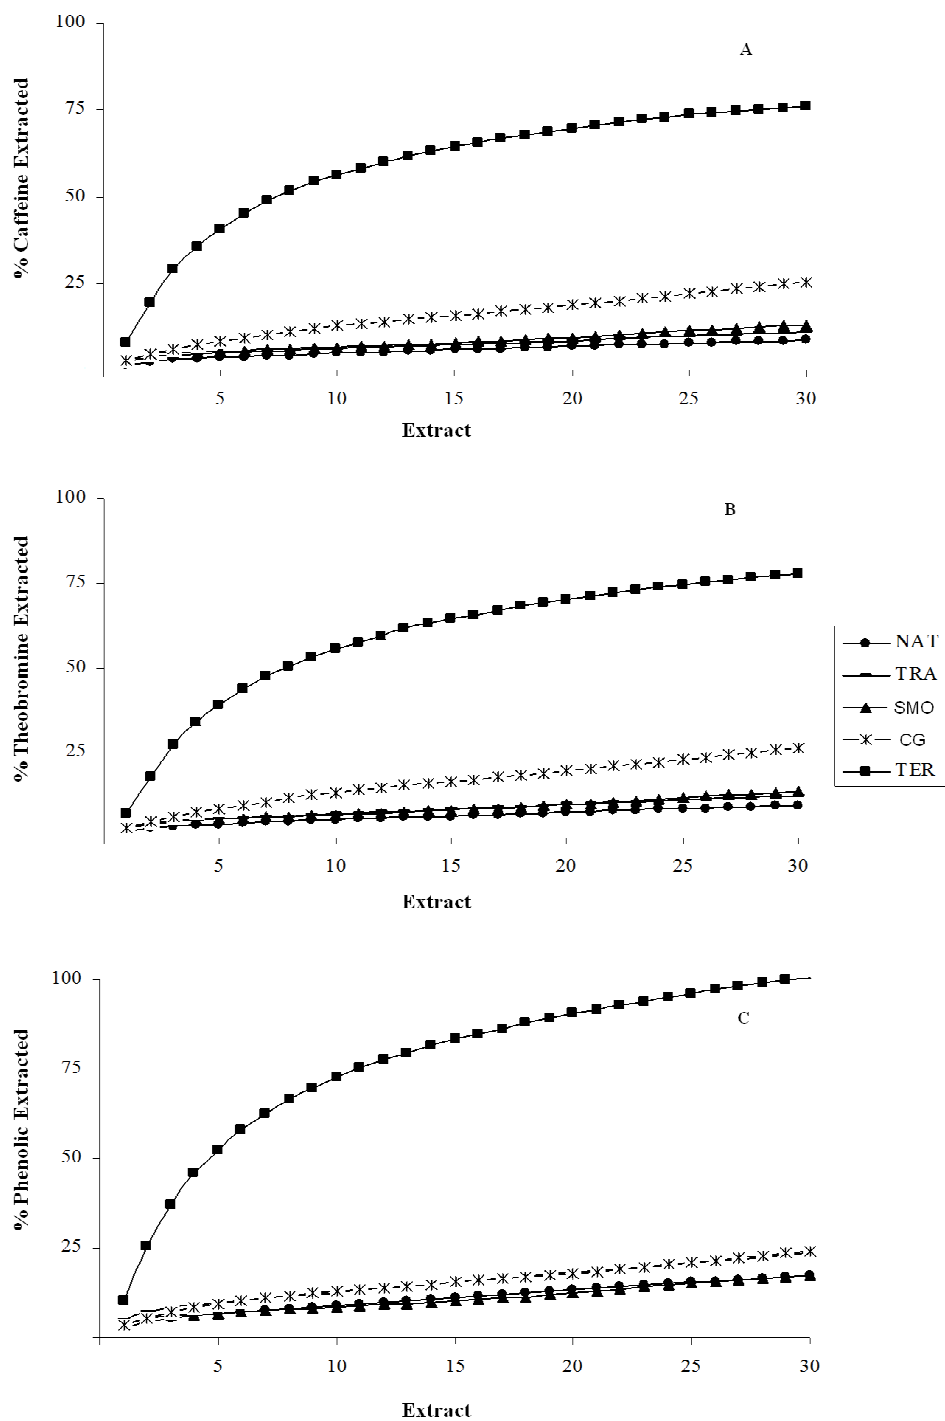 A
% Caffeine Extracted
100
75
50
25
5 10 15 20 25 30
Extract
B
% Theobromine Extracted
100
75
50
25
5 10 15 20 25 30
Extract
NAT
TRA
SMO
CG
TER
C
% Phenolic Extracted
100
75
50
25
5 10 15 20 25 30
Extract